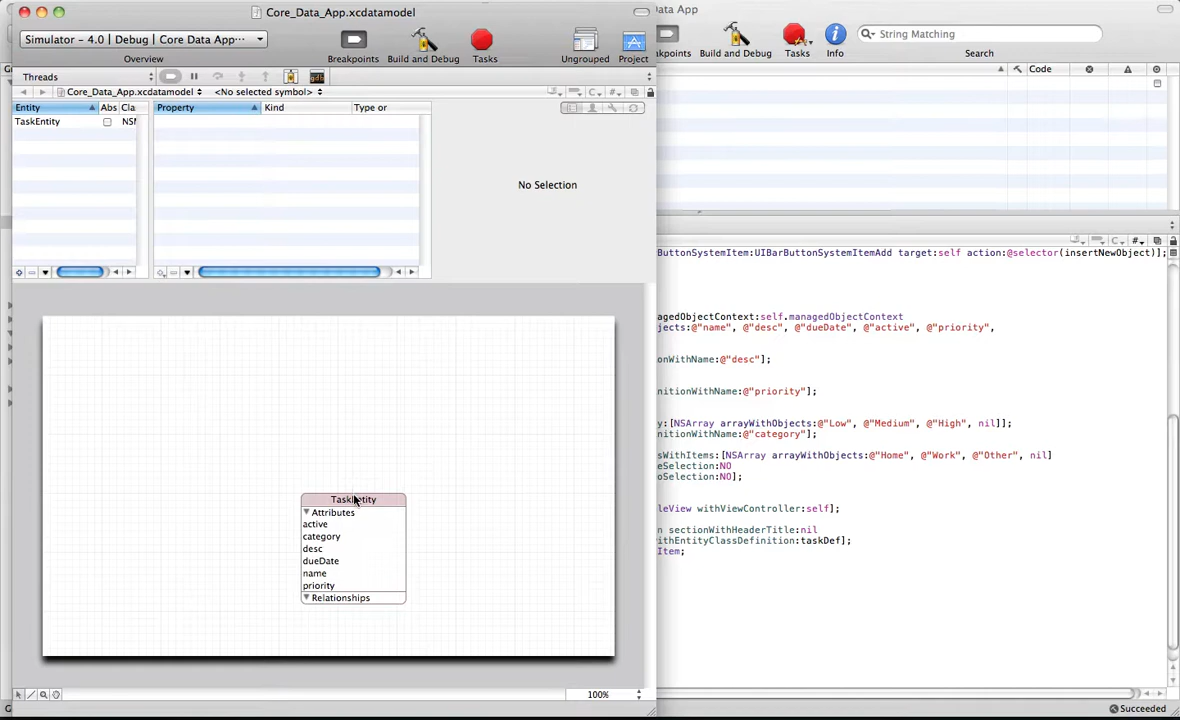 Core_Data_App.xcdatamodel
Simulator - 4.0 | Debug | Core Data App···
Overview
Breakpoints
Build and Debug
Tasks
Ungrouped
Project
Threads
Core_Data_App.xcdatamodel
<No selected symbol>
C
#
Entity
Abs
Cla
Property
Kind
Type or
TaskEntity
NSM
No Selection
TaskEntity
Attributes
active
category
desc
dueDate
name
priority
Relationships
100%
Data App
kpoints
Build and Debug
Tasks
Info
String Matching
Search
Code
C
#
ButtonSystemItem:UIBarButtonSystemItemAdd target:self action:@selector(insertNewObject)];
agedObjectContext:self.managedObjectContext
jects:@"name", @"desc", @"dueDate", @"active", @"priority",
onWithName:@"desc"];
nitionWithName:@"priority"];
y:[NSArray arrayWithObjects:@"Low", @"Medium", @"High", nil]];
nitionWithName:@"category"];
sWithItems:[NSArray arrayWithObjects:@"Home", @"Work", @"Other", nil]
eSelection:NO
oSelection:NO];
leView withViewController:self];
n sectionWithHeaderTitle:nil
ithEntityClassDefinition:taskDef];
Item;
Succeeded